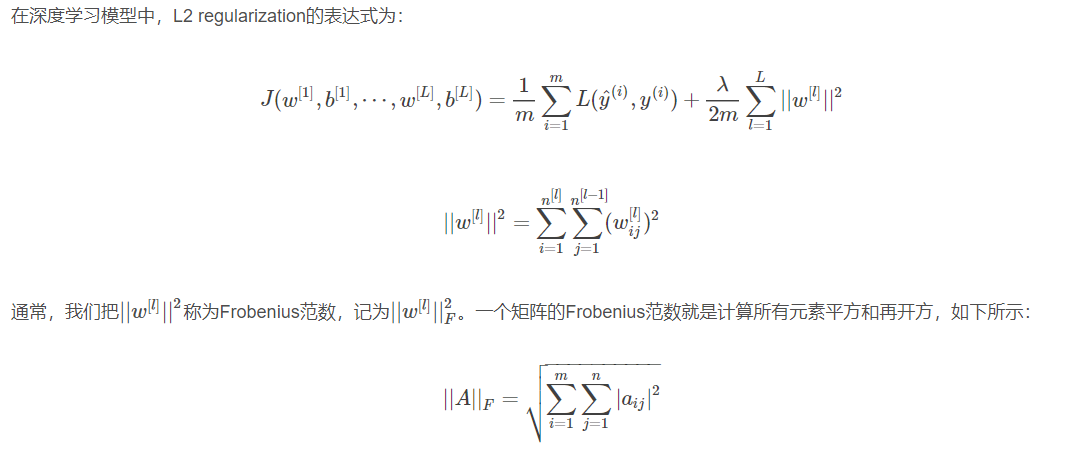 在深度学习模型中，L2 regularization的表达式为：
$J(w^{[1]}, b^{[1]}, \cdots, w^{[L]}, b^{[L]}) = \frac{1}{m} \sum_{i=1}^{m} L(\hat{y}^{(i)}, y^{(i)}) + \frac{\lambda}{2m} \sum_{l=1}^{L} ||w^{[l]}||^2$
$||w^{[l]}||^2 = \sum_{i=1}^{n^{[l]}} \sum_{j=1}^{n^{[l-1]}} (w_{ij}^{[l]})^2$
通常，我们把$||w^{[l]}||^2$称为Frobenius范数，记为$||w^{[l]}||_F^2$。一个矩阵的Frobenius范数就是计算所有元素平方和再开方，如下所示：
$||A||_F = \sqrt{\sum_{i=1}^{m} \sum_{j=1}^{n} |a_{ij}|^2}$